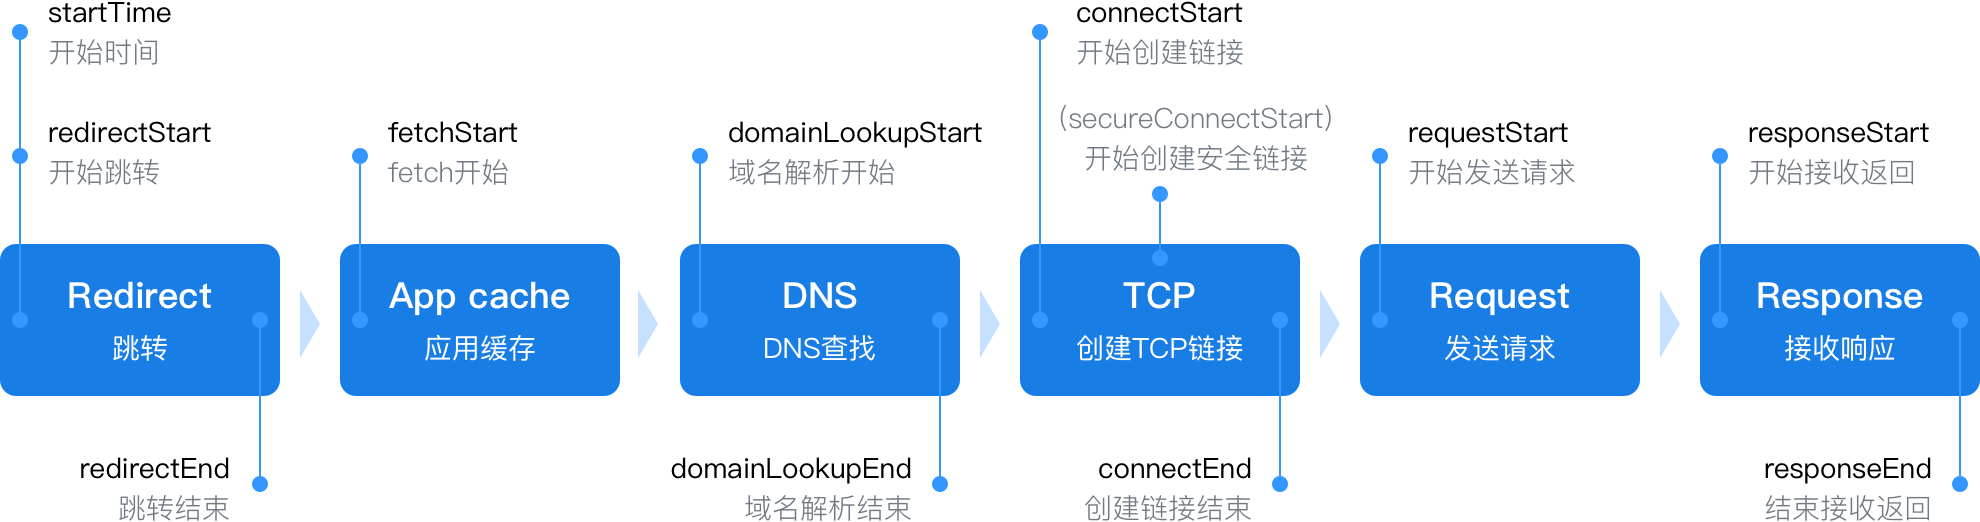 startTime
开始时间
connectStart
开始创建链接
redirectStart
开始跳转
fetchStart
fetch开始
domainLookupStart
域名解析开始
(secureConnectStart)
开始创建安全链接
requestStart
开始发送请求
responseStart
开始接收返回
Redirect
跳转
App cache
应用缓存
DNS
DNS查找
TCP
创建TCP链接
Request
发送请求
Response
接收响应
redirectEnd
跳转结束
domainLookupEnd
域名解析结束
connectEnd
创建链接结束
responseEnd
结束接收返回